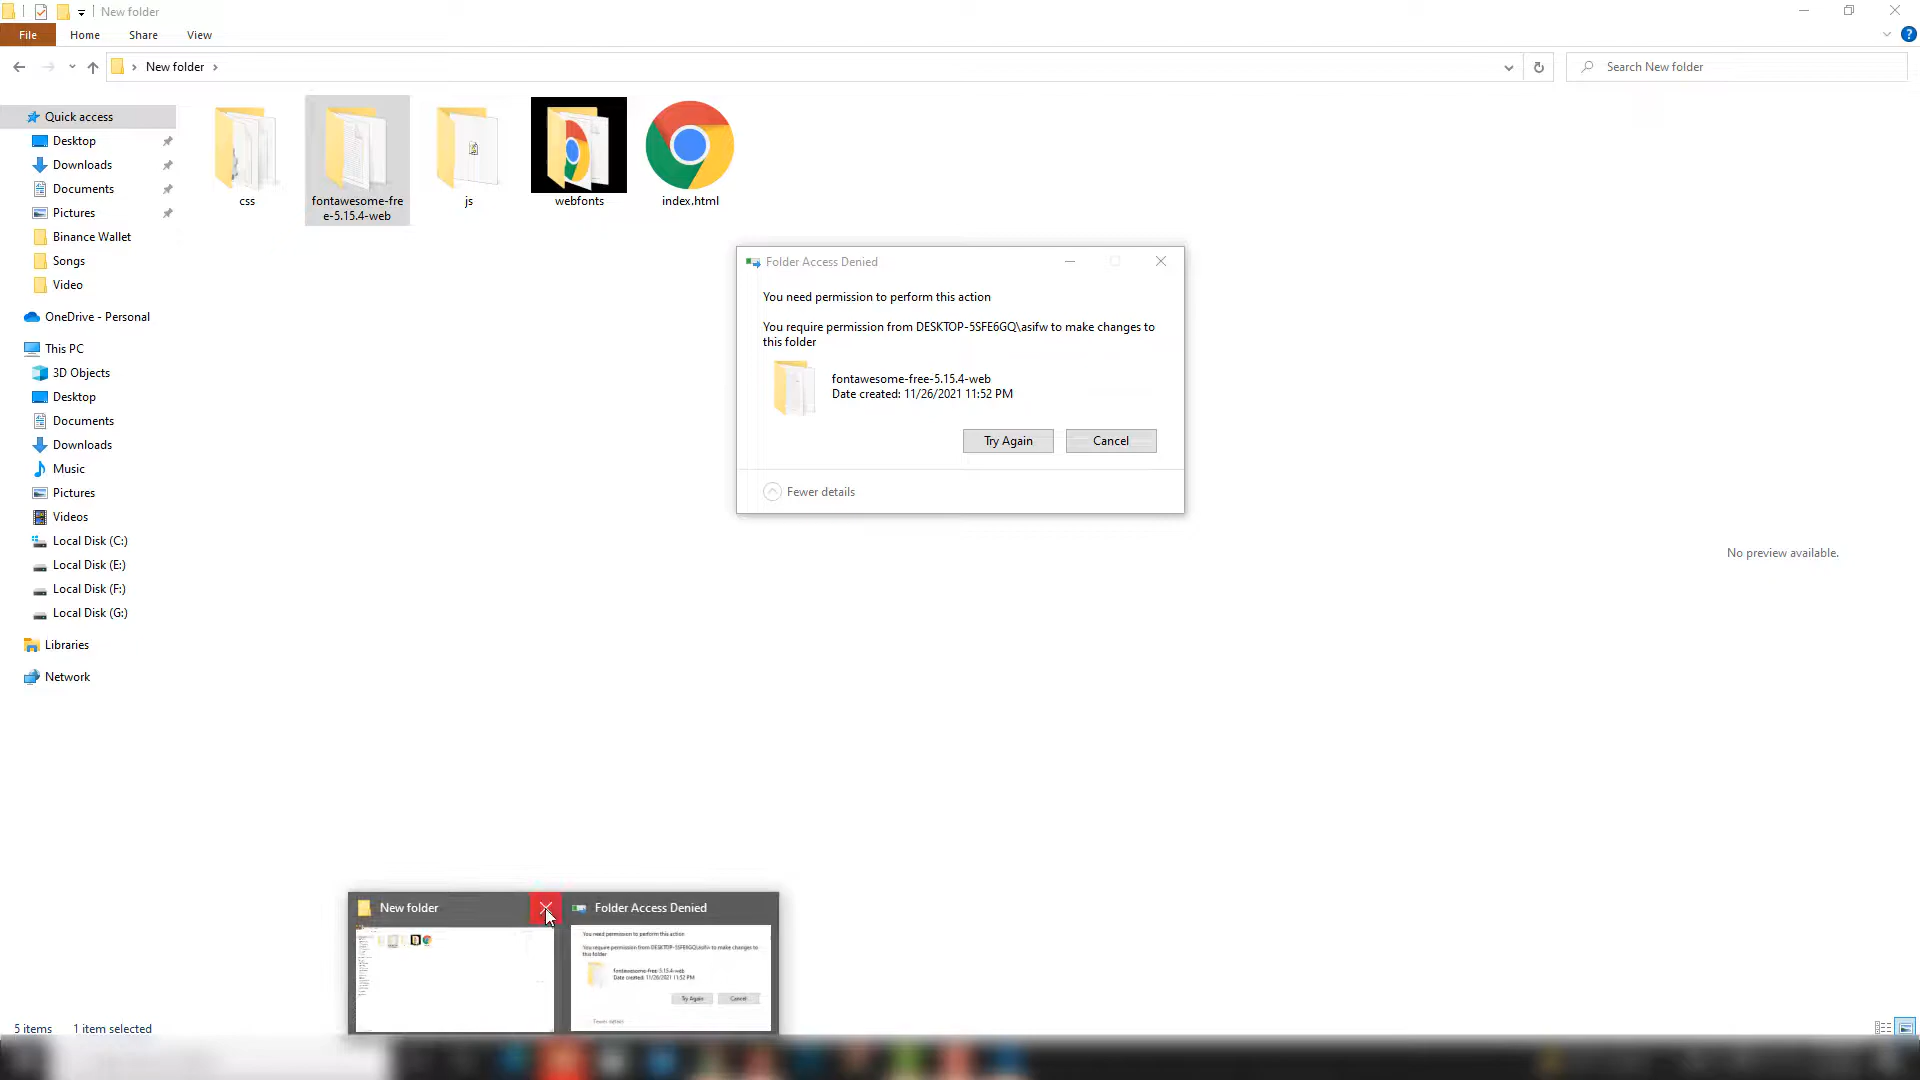 New folder
File
Home
Share
View
New folder
Search New folder
Quick access
Desktop
Downloads
Documents
Pictures
Binance Wallet
Songs
Video
OneDrive - Personal
This PC
3D Objects
Desktop
Documents
Downloads
Music
Pictures
Videos
Local Disk (C:)
Local Disk (E:)
Local Disk (F:)
Local Disk (G:)
Libraries
Network
css
fontawesome-fre
e-5.15.4-web
js
webfonts
index.html
Folder Access Denied
You need permission to perform this action
You require permission from DESKTOP-5SFE6GQ\asifw to make changes to
this folder
fontawesome-free-5.15.4-web
Date created: 11/26/2021 11:52 PM
Try Again
Cancel
Fewer details
No preview available.
New folder
Folder Access Denied
You need permission to perform this action
You require permission from DESKTOP-5SFE6GQ\asifw to make changes to
this folder
fontawesome-free-5.15.4-web
Date created: 11/26/2021 11:52 PM
Try Again
Cancel
Fewer details
5 items
1 item selected